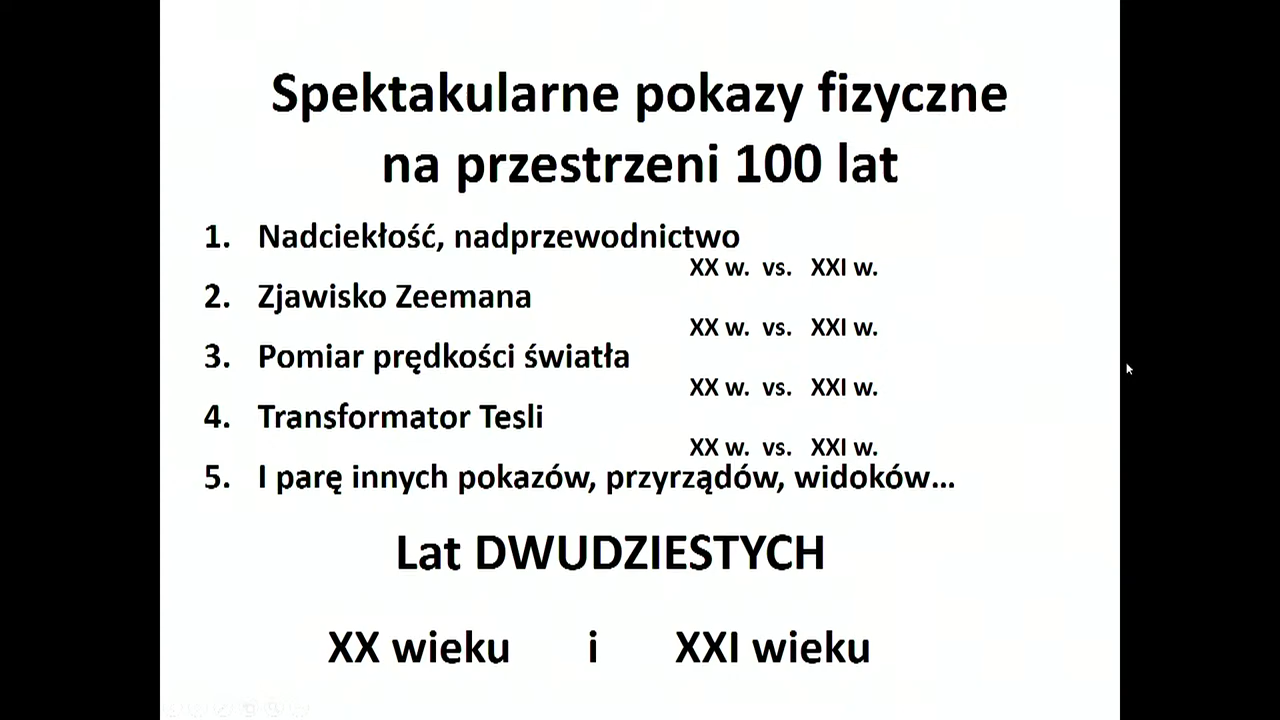 Spektakularne pokazy fizyczne
na przestrzeni 100 lat
1. Nadciekłość, nadprzewodnictwo
XX w. vs. XXI w.
2. Zjawisko Zeemana
XX w. vs. XXI w.
3. Pomiar prędkości światła
XX w. vs. XXI w.
4. Transformator Tesli
XX w. vs. XXI w.
5. I parę innych pokazów, przyrządów, widoków...
Lat DWUDZIESTYCH
XX wieku i XXI wieku